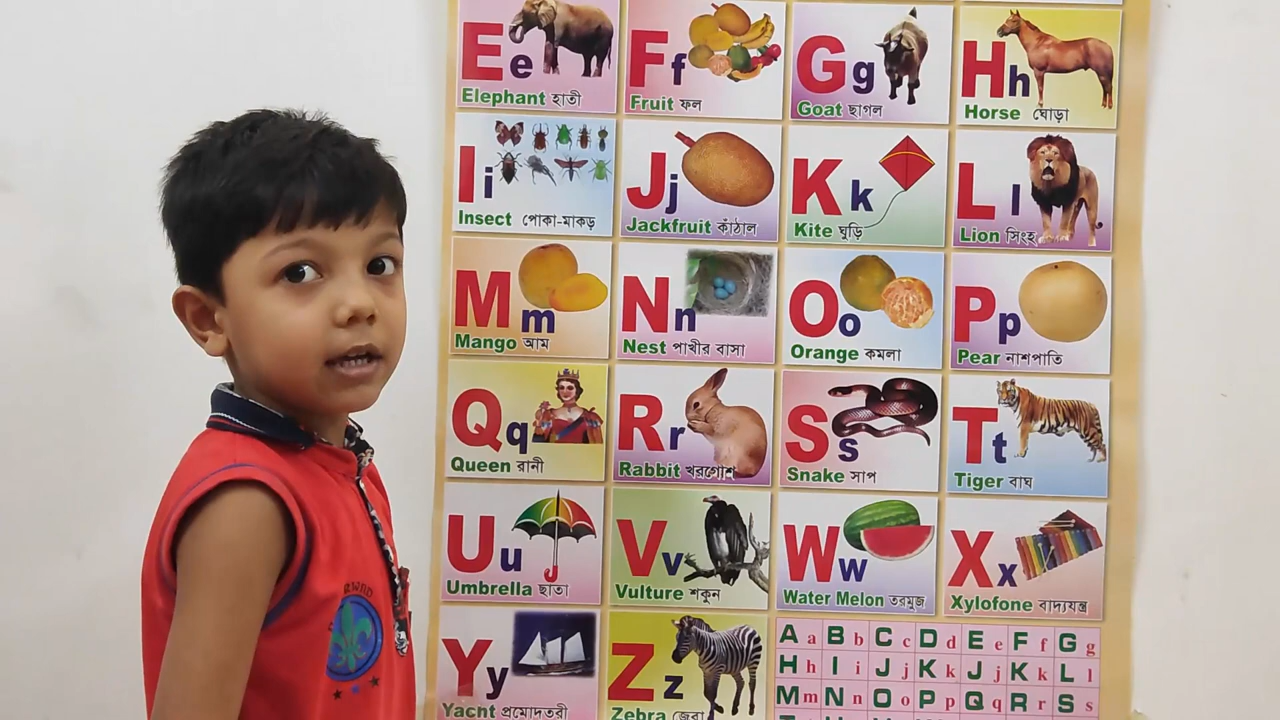 E e F f G g H h
Elephant হাতী Fruit ফল Goat ছাগল Horse ঘোড়া
I i J j K k L l
Insect পোকা-মাকড় Jackfruit কাঁঠাল Kite ঘুড়ি Lion সিংহ
M m N n O o P p
Mango আম Nest পাখীর বাসা Orange কমলা Pear নাশপাতি
Q q R r S s T t
Queen রানী Rabbit খরগোশ Snake সাপ Tiger বাঘ
U u V v W w X x
Umbrella ছাতা Vulture শকুন Water Melon তরমুজ Xylofone বাদ্যযন্ত্র
Y y Z z
Yacht প্রমোদতরী Zebra জেব্রা
A a B b C c D d E e F f G g
H h I i J j K k J j K k L l
M m N n O o P p Q q R r S s